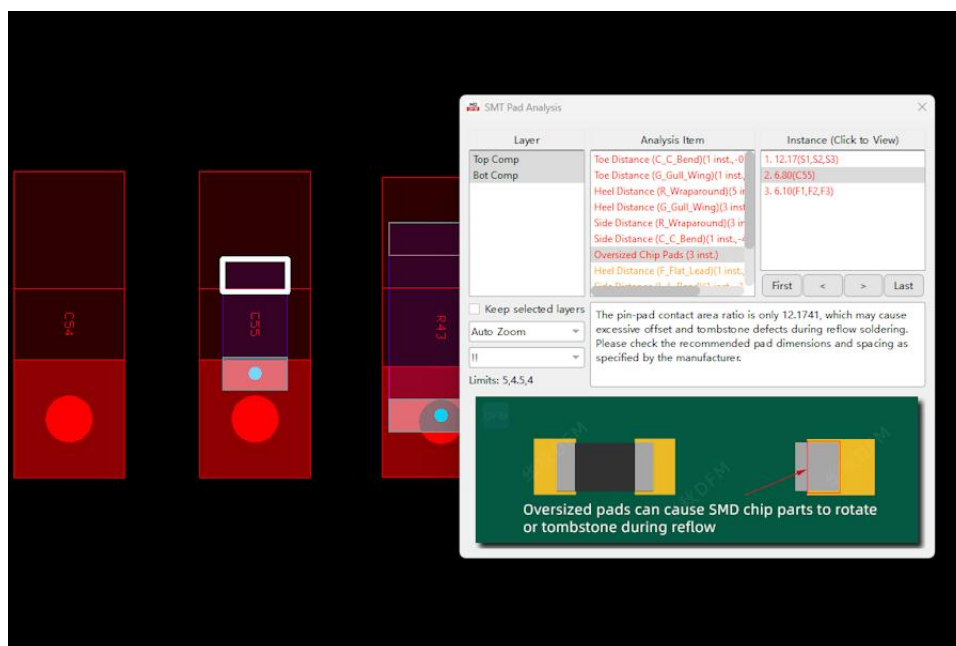 SMT Pad Analysis
Layer
Analysis Item
Instance (Click to View)
Top Comp
Bot Comp
Toe Distance (C_C_Bend)(1 inst.,-0
Toe Distance (G_Gull_Wing)(1 inst.,
Heel Distance (R_Wraparound)(5 in
Heel Distance (G_Gull_Wing)(3 inst
Side Distance (R_Wraparound)(3 in
Side Distance (C_C_Bend)(1 inst.,-4
Oversized Chip Pads (3 inst.)
Heel Distance (F_Flat_Lead)(1 inst.,
1. 12.17(S1,S2,S3)
2. 6.80(C55)
3. 6.10(F1,F2,F3)
First < > Last
Keep selected layers
Auto Zoom
!!
Limits: 5,4.5,4
The pin-pad contact area ratio is only 12.1741, which may cause
excessive offset and tombstone defects during reflow soldering.
Please check the recommended pad dimensions and spacing as
specified by the manufacturer.
Oversized pads can cause SMD chip parts to rotate
or tombstone during reflow
C54
C55
R43